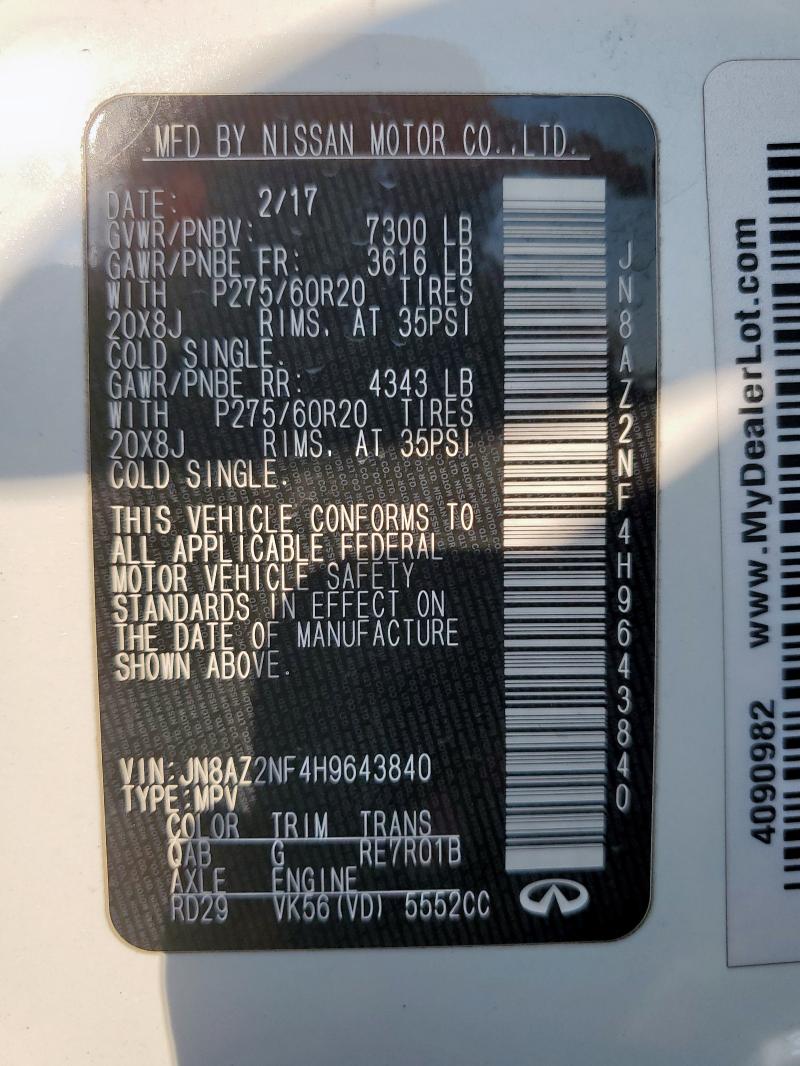 MFD BY NISSAN MOTOR CO.,LTD.
DATE: 2/17
GVWR/PNBV: 7300 LB
GAWR/PNBE FR: 3616 LB
WITH P275/60R20 TIRES
20X8J RIMS, AT 35PSI
COLD SINGLE.
GAWR/PNBE RR: 4343 LB
WITH P275/60R20 TIRES
20X8J RIMS, AT 35PSI
COLD SINGLE.
THIS VEHICLE CONFORMS TO
ALL APPLICABLE FEDERAL
MOTOR VEHICLE SAFETY
STANDARDS IN EFFECT ON
THE DATE OF MANUFACTURE
SHOWN ABOVE.
VIN:JN8AZ2NF4H9643840
TYPE:MPV
COLOR TRIM TRANS
QAB G RE7R01B
AXLE ENGINE
RD29 VK56(VD) 5552CC
JN8AZ2NF4H9643840
4090982 www.MyDealerLot.com